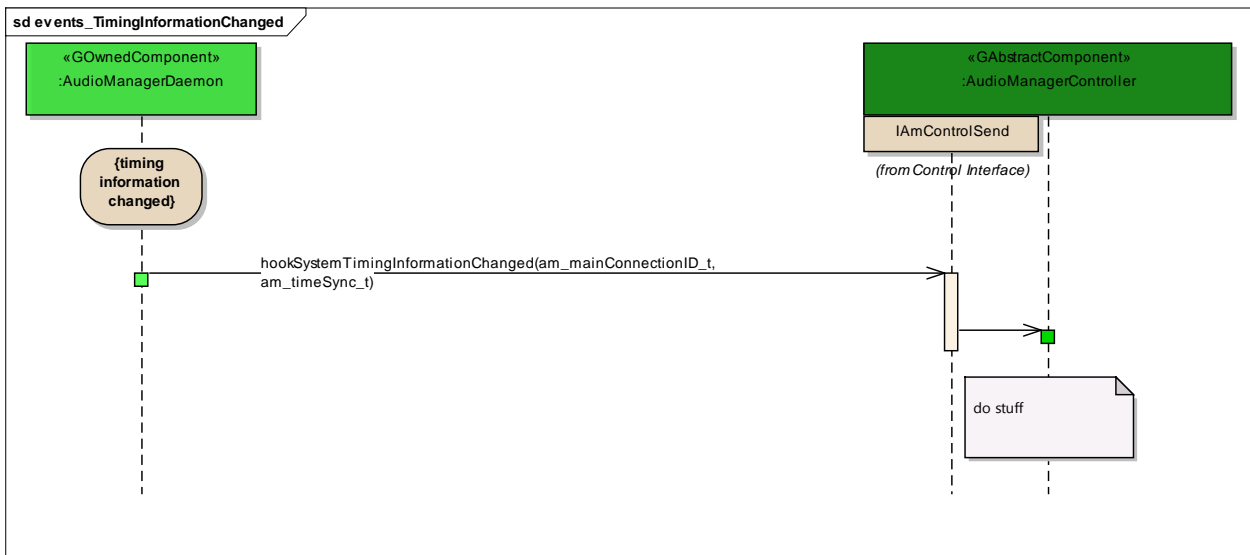 sd events_TimingInformationChanged
«GOwnedComponent»
:AudioManagerDaemon
«GAbstractComponent»
:AudioManagerController
IAmControlSend
(from Control Interface)
{timing
information
changed}
hookSystemTimingInformationChanged(am_mainConnectionID_t,
am_timeSync_t)
do stuff